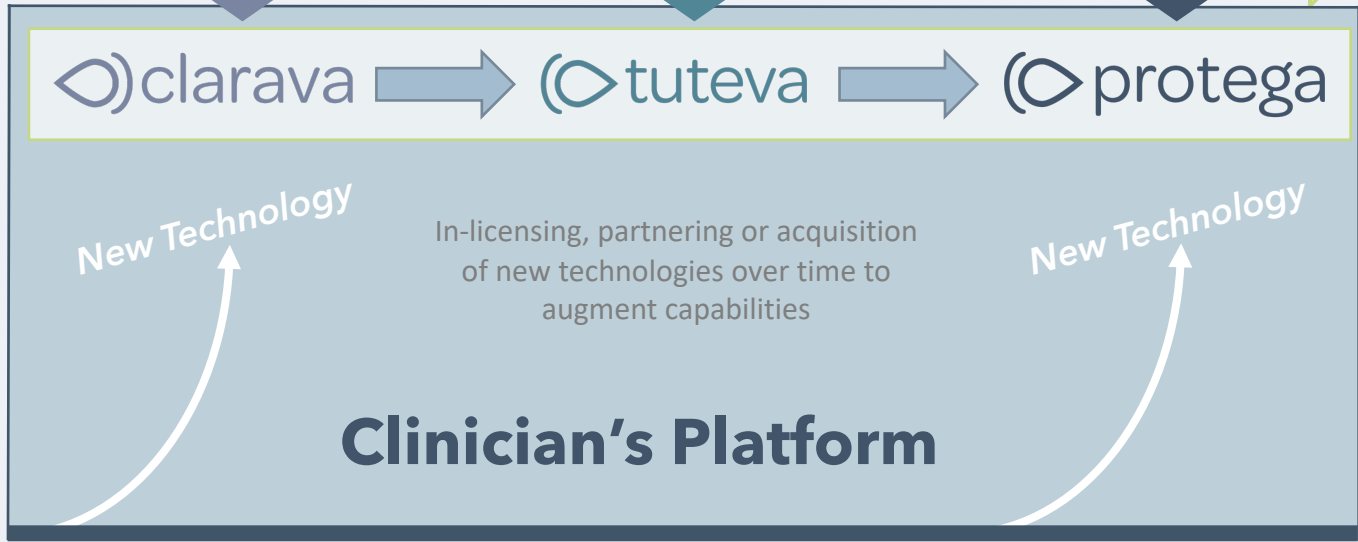 clarava
tuteva
protega
New Technology
In-licensing, partnering or acquisition
of new technologies over time to
augment capabilities
New Technology
Clinician's Platform